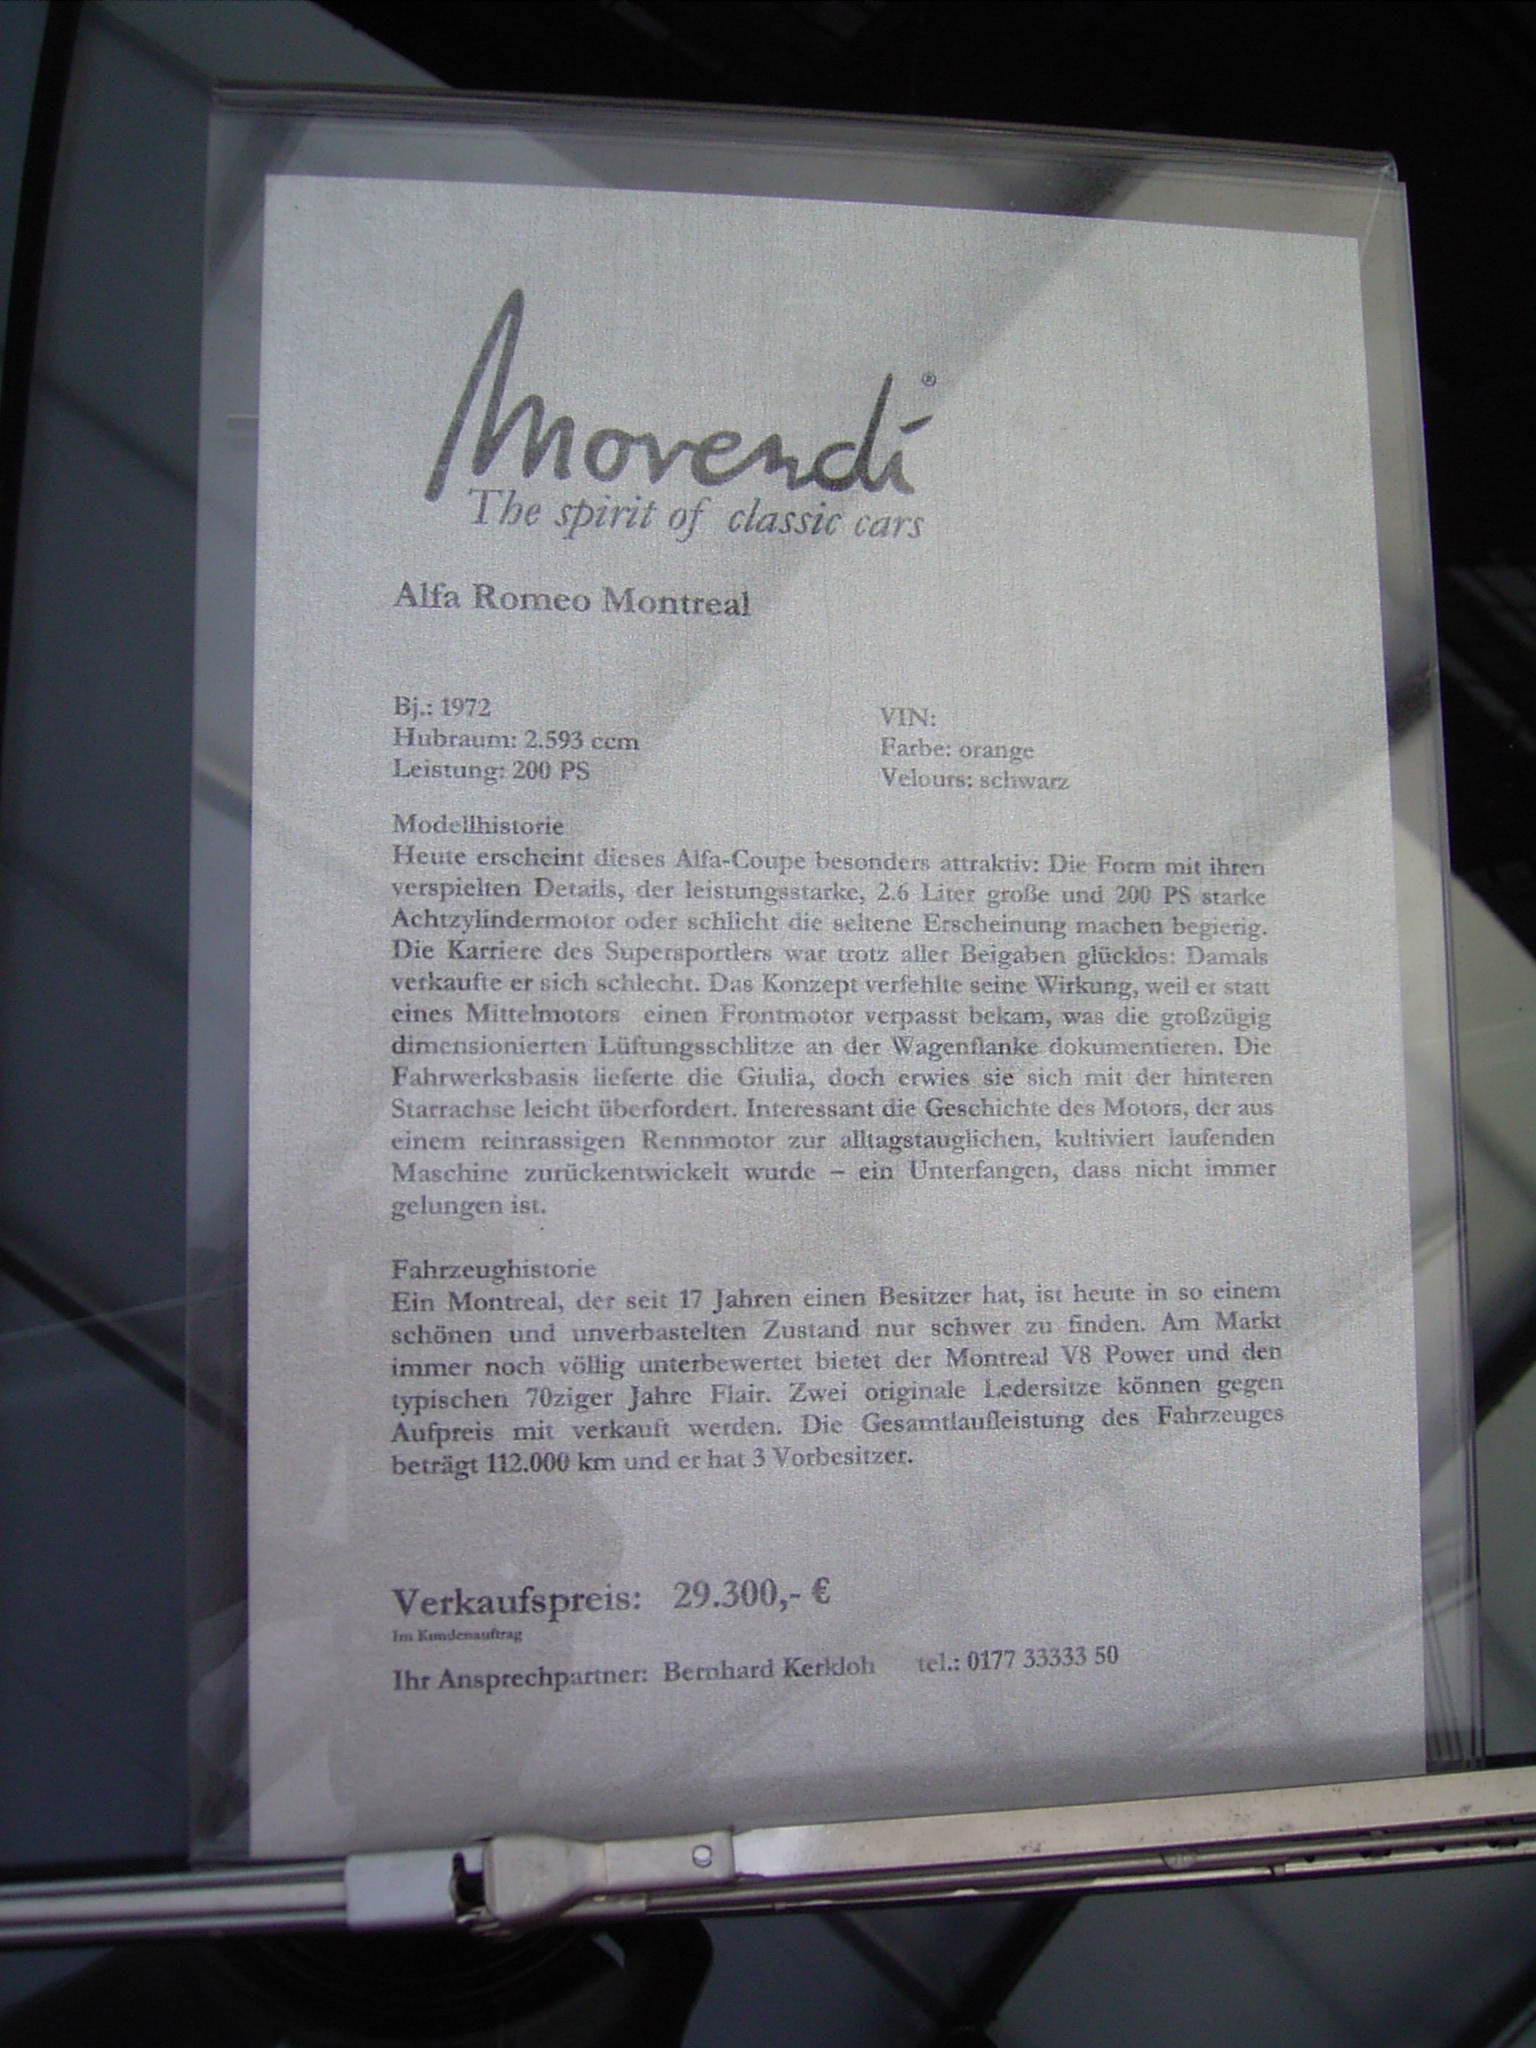 Movendi®
The spirit of classic cars
Alfa Romeo Montreal
Bj.: 1972
Hubraum: 2.593 ccm
Leistung: 200 PS
VIN:
Farbe: orange
Velours: schwarz
Modellhistorie
Heute erscheint dieses Alfa-Coupe besonders attraktiv: Die Form mit ihren
verspielten Details, der leistungsstarke, 2.6 Liter große und 200 PS starke
Achtzylindermotor oder schlicht die seltene Erscheinung machen begierig.
Die Karriere des Supersportlers war trotz aller Beigaben glücklos: Damals
verkaufte er sich schlecht. Das Konzept verfehlte seine Wirkung, weil er statt
eines Mittelmotors einen Frontmotor verpasst bekam, was die großzügig
dimensionierten Lüftungsschlitze an der Wagenflanke dokumentieren. Die
Fahrwerksbasis lieferte die Giulia, doch erwies sie sich mit der hinteren
Starrachse leicht überfordert. Interessant die Geschichte des Motors, der aus
einem reinrassigen Rennmotor zur alltagstauglichen, kultiviert laufenden
Maschine zurückentwickelt wurde – ein Unterfangen, dass nicht immer
gelungen ist.
Fahrzeughistorie
Ein Montreal, der seit 17 Jahren einen Besitzer hat, ist heute in so einem
schönen und unverbastelten Zustand nur schwer zu finden. Am Markt
immer noch völlig unterbewertet bietet der Montreal V8 Power und den
typischen 70ziger Jahre Flair. Zwei originale Ledersitze können gegen
Aufpreis mit verkauft werden. Die Gesamtlaufleistung des Fahrzeuges
beträgt 112.000 km und er hat 3 Vorbesitzer.
Verkaufspreis: 29.300,- €
Im Kundenauftrag
Ihr Ansprechpartner: Bernhard Kerkloh tel.: 0177 33333 50